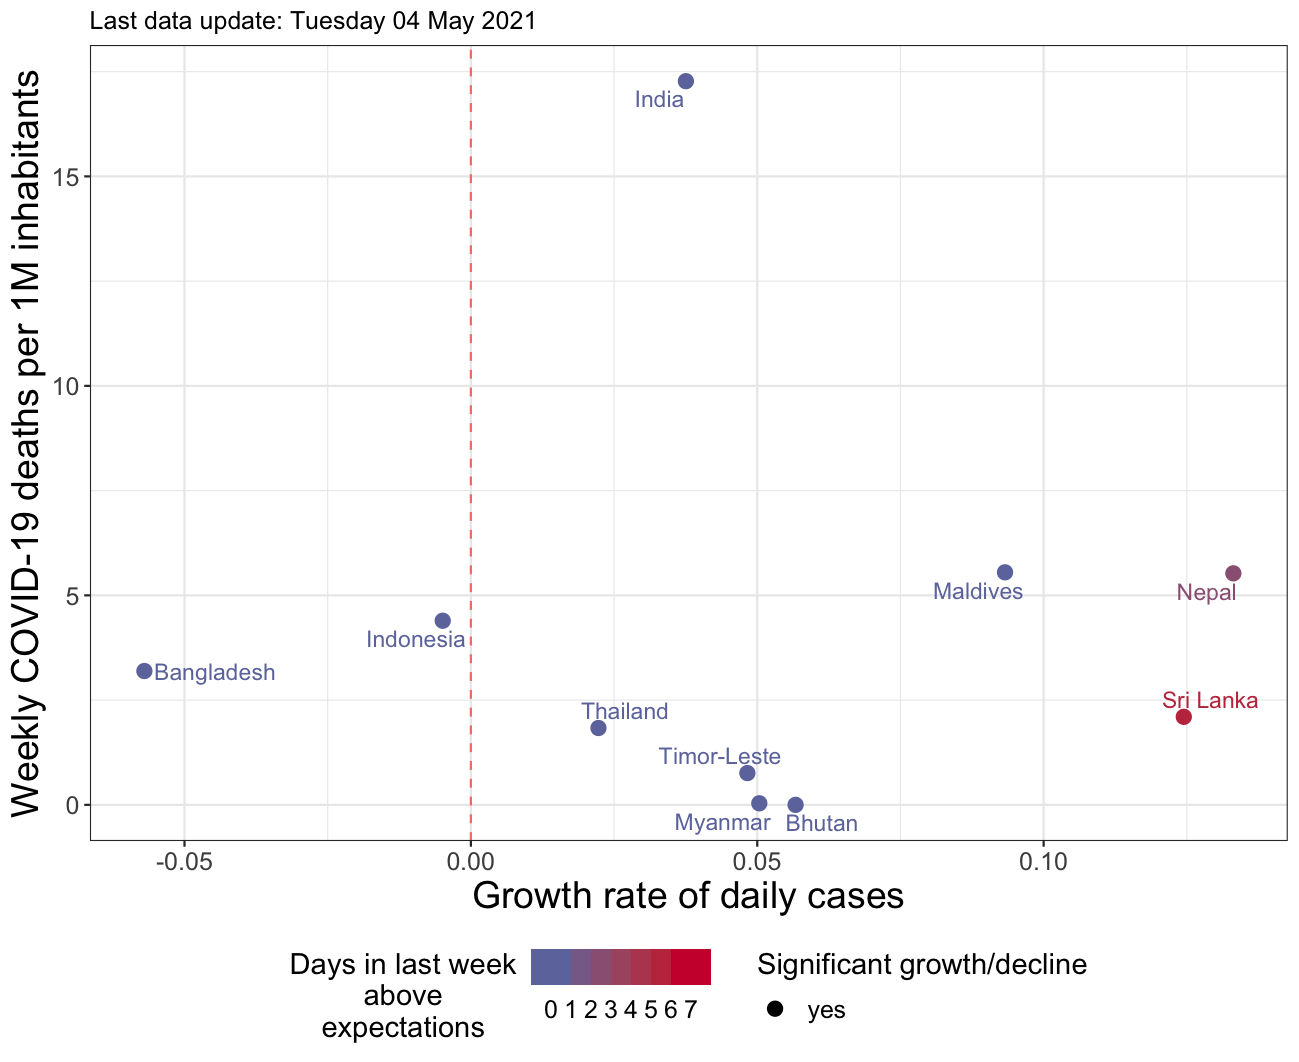 Last data update: Tuesday 04 May 2021
Weekly COVID-19 deaths per 1M inhabitants
15
10
5
0
India
Maldives
Nepal
Indonesia
Bangladesh
Sri Lanka
Thailand
Timor-Leste
Myanmar
Bhutan
-0.05 0.00 0.05 0.10
Growth rate of daily cases
Days in last week
above
expectations
0 1 2 3 4 5 6 7
Significant growth/decline
yes